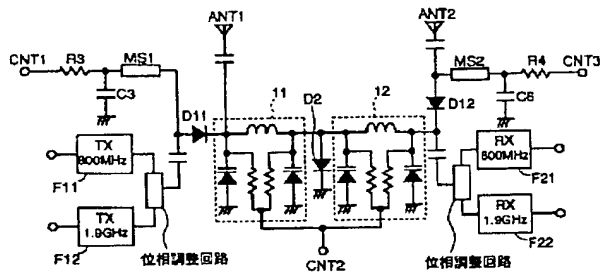 ANT1
ANT2
CNT1
R3
MS1
MS2
R4
CNT3
C3
D11
11
D2
12
D12
C6
TX
800MHz
F11
TX
1.9GHz
F12
RX
800MHz
F21
RX
1.9GHz
F22
位相調整回路
位相調整回路
CNT2